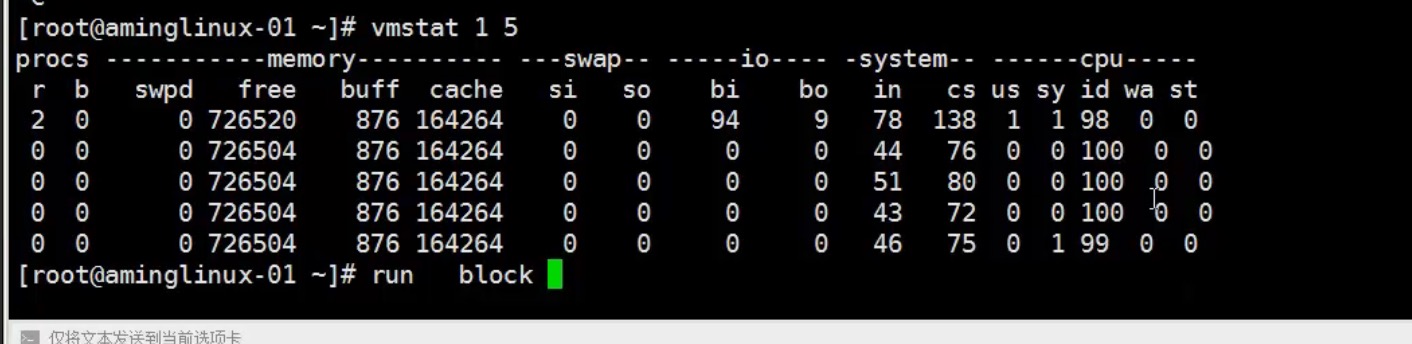 [root@aminglinux-01 ~]# vmstat 1 5
procs -----------memory---------- ---swap-- -----io---- -system-- ------cpu-----
 r  b   swpd   free   buff  cache   si   so    bi    bo   in   cs us sy id wa st
 2  0      0 726520    876 164264    0    0    94     9   78  138  1  1 98  0  0
 0  0      0 726504    876 164264    0    0     0     0   44   76  0  0 100  0  0
 0  0      0 726504    876 164264    0    0     0     0   51   80  0  0 100  0  0
 0  0      0 726504    876 164264    0    0     0     0   43   72  0  0 100  0  0
 0  0      0 726504    876 164264    0    0     0     0   46   75  0  1 99  0  0
[root@aminglinux-01 ~]# run   block
仅将文本发送到当前选项卡